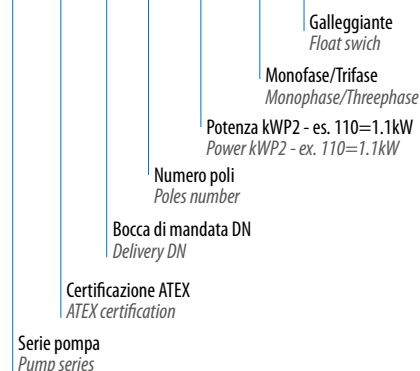 Galleggiante
Float swich
Monofase/Trifase
Monophase/Threephase
Potenza kWP2 - es. 110=1.1kW
Power kWP2 - ex. 110=1.1kW
Numero poli
Poles number
Bocca di mandata DN
Delivery DN
Certificazione ATEX
ATEX certification
Serie pompa
Pump series